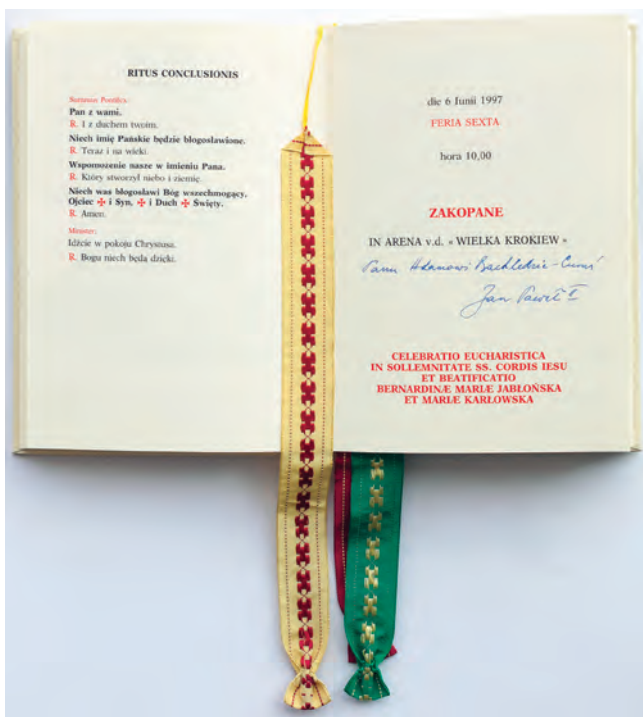 RITUS CONCLUSIONIS
Summus Pontifex:
Pan z wami.
R. I z duchem twoim.
Niech imię Pańskie będzie błogosławione.
R. Teraz i na wieki.
Wspomożenie nasze w imieniu Pana.
R. Który stworzył niebo i ziemię.
Niech was błogosławi Bóg wszechmogący,
Ojciec ✠ i Syn, ✠ i Duch ✠ Święty.
R. Amen.
Minister:
Idźcie w pokoju Chrystusa.
R. Bogu niech będą dzięki.
die 6 Iunii 1997
FERIA SEXTA
hora 10,00
ZAKOPANE
IN ARENA v.d. « WIELKA KROKIEW »
Panu Adamowi Bachledzie-Curuś
Jan Paweł II
CELEBRATIO EUCHARISTICA
IN SOLLEMNITATE SS. CORDIS IESU
ET BEATIFICATIO
BERNARDINÆ MARIÆ JABŁOŃSKA
ET MARIÆ KARŁOWSKA